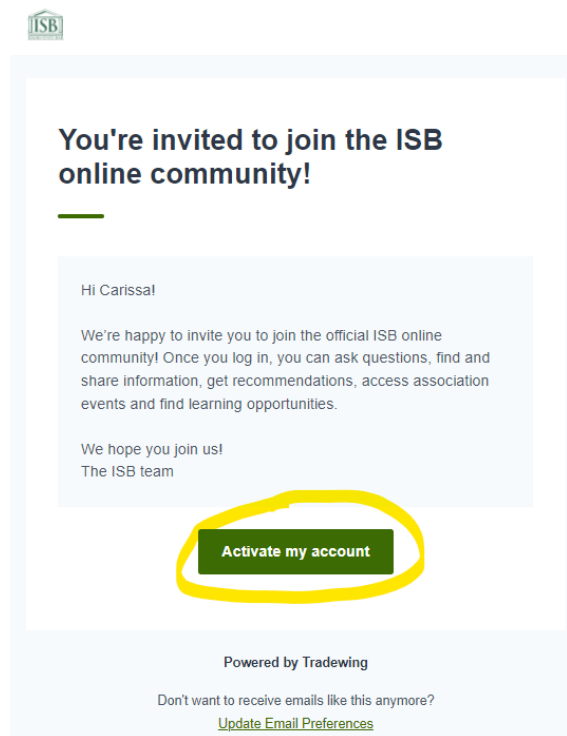 ISB
You're invited to join the ISB
online community!
Hi Carissa!
We're happy to invite you to join the official ISB online
community! Once you log in, you can ask questions, find and
share information, get recommendations, access association
events and find learning opportunities.
We hope you join us!
The ISB team
Activate my account
Powered by Tradewing
Don't want to receive emails like this anymore?
Update Email Preferences